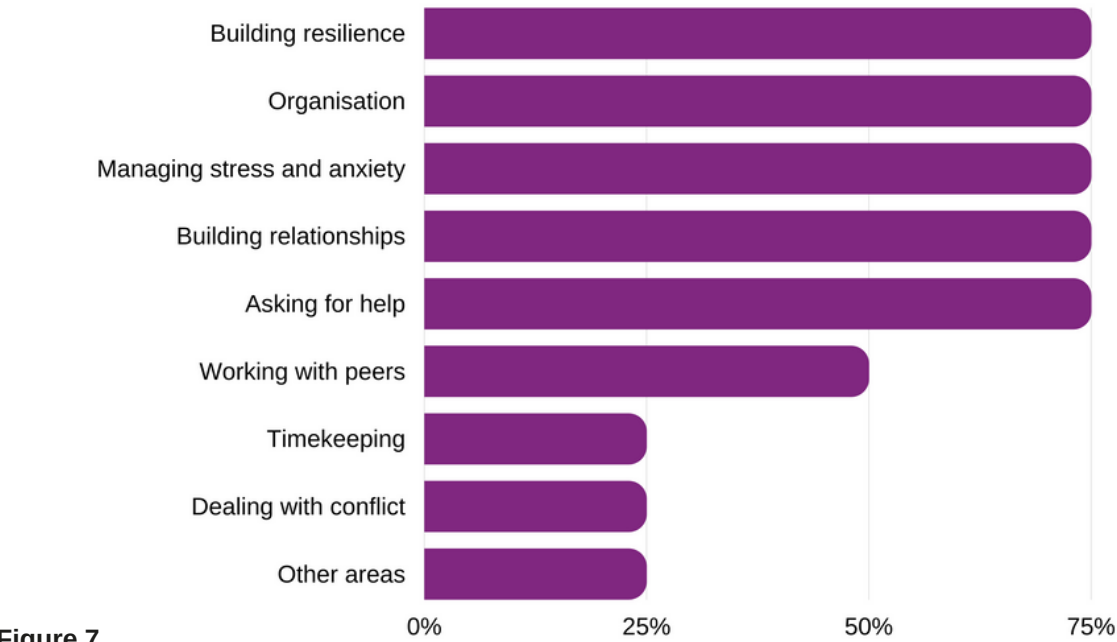 Building resilience
Organisation
Managing stress and anxiety
Building relationships
Asking for help
Working with peers
Timekeeping
Dealing with conflict
Other areas
0% 25% 50% 75%
Figure 7